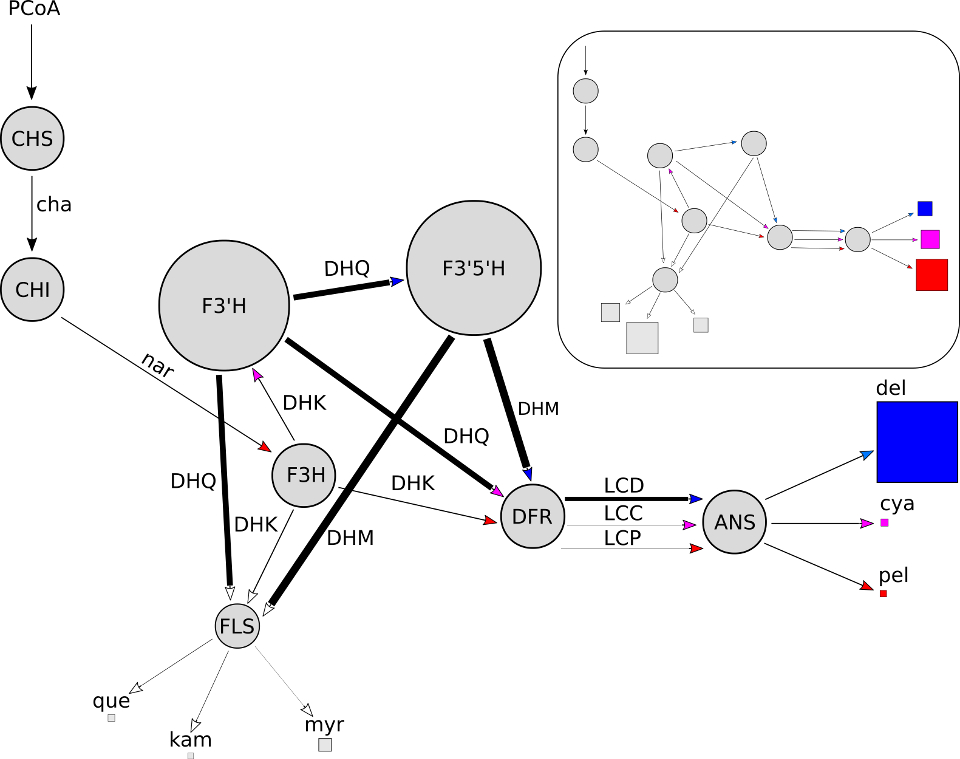 PCoA
CHS
cha
CHI
nar
F3'H
DHQ
F3'5'H
DHK
F3H
DHQ
DHM
DHQ
DHK
DHK
DHM
DFR
LCD
LCC
LCP
ANS
del
cya
pel
FLS
que
kam
myr